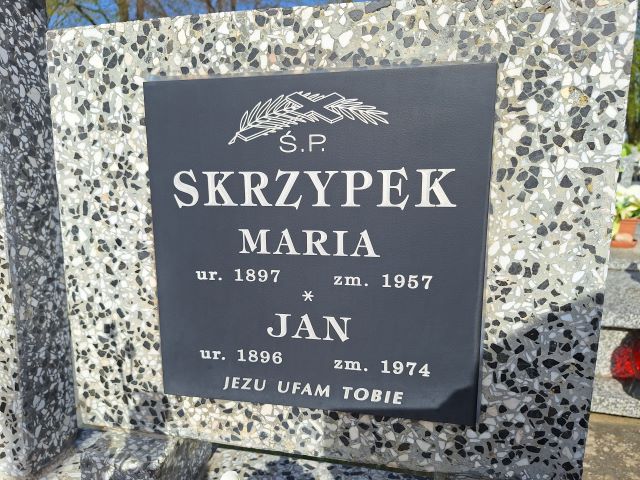 Ś.P.
SKRZYPEK
MARIA
ur. 1897 zm. 1957
*
JAN
ur. 1896 zm. 1974
JEZU UFAM TOBIE